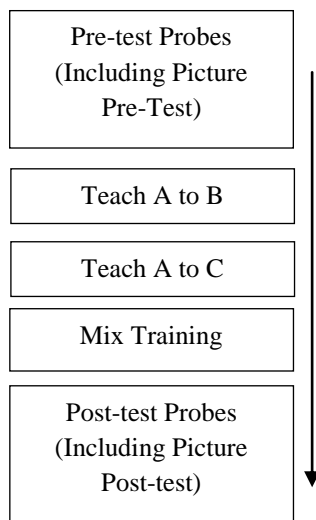 Pre-test Probes
(Including Picture
Pre-Test)
Teach A to B
Teach A to C
Mix Training
Post-test Probes
(Including Picture
Post-test)